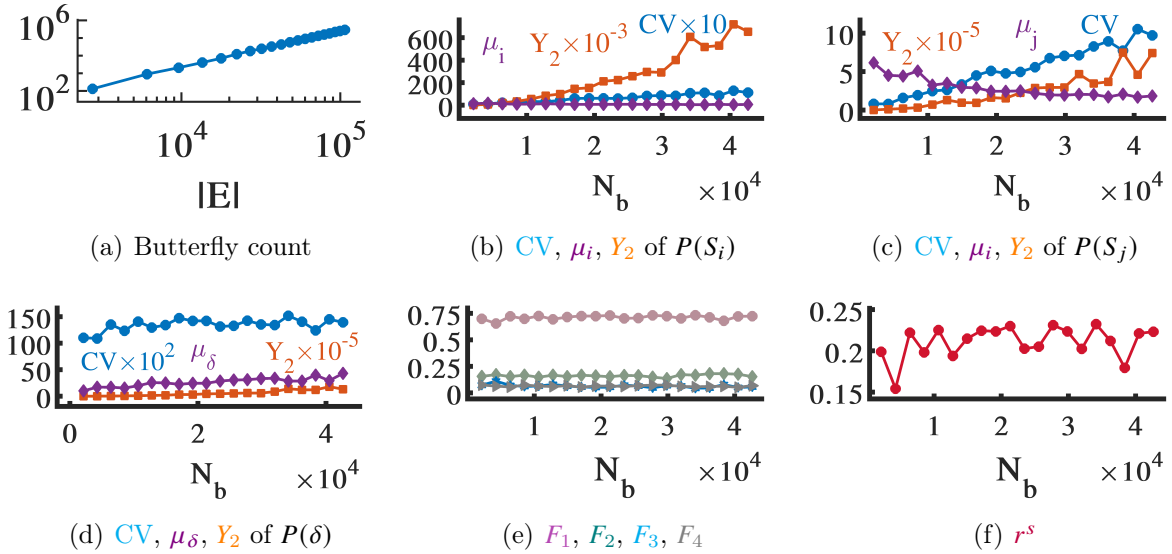 10^6
10^2
10^4
10^5
|E|
(a) Butterfly count
600
400
200
0
μ_i
Y_2×10^-3
CV×10
1
2
3
4
N_b
×10^4
(b) CV, μ_i, Y_2 of P(S_i)
10
5
0
Y_2×10^-5
μ_j
CV
1
2
3
4
N_b
×10^4
(c) CV, μ_i, Y_2 of P(S_j)
150
100
50
0
CV×10^2
μ_δ
Y_2×10^-5
0
2
4
N_b
×10^4
(d) CV, μ_δ, Y_2 of P(δ)
0.75
0.5
0.25
0
1
2
3
4
N_b
×10^4
(e) F_1, F_2, F_3, F_4
0.25
0.2
0.15
1
2
3
4
N_b
×10^4
(f) r^s